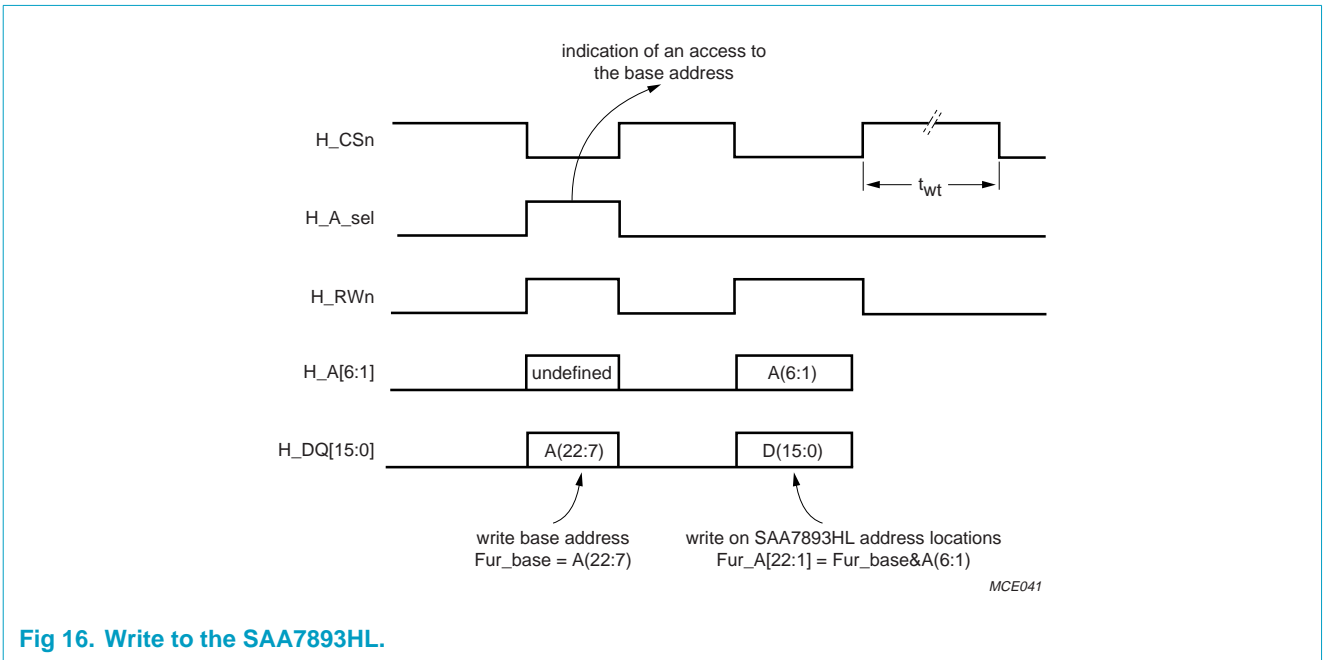 indication of an access to
the base address
H_CSn
twt
H_A_sel
H_RWn
H_A[6:1]
undefined
A(6:1)
H_DQ[15:0]
A(22:7)
D(15:0)
write base address
Fur_base = A(22:7)
write on SAA7893HL address locations
Fur_A[22:1] = Fur_base&A(6:1)
MCE041
Fig 16. Write to the SAA7893HL.